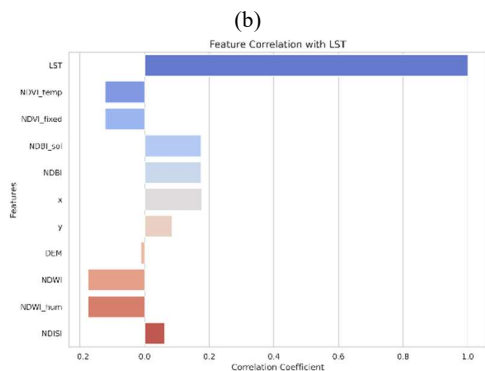 (b)
Feature Correlation with LST
LST
NDVI_temp
NDVI_fixed
NDBI_sol
NDBI
x
y
DEM
NDWI
NDWI_hum
NDISI
Features
0.2 0.0 0.2 0.4 0.6 0.8 1.0
Correlation Coefficient